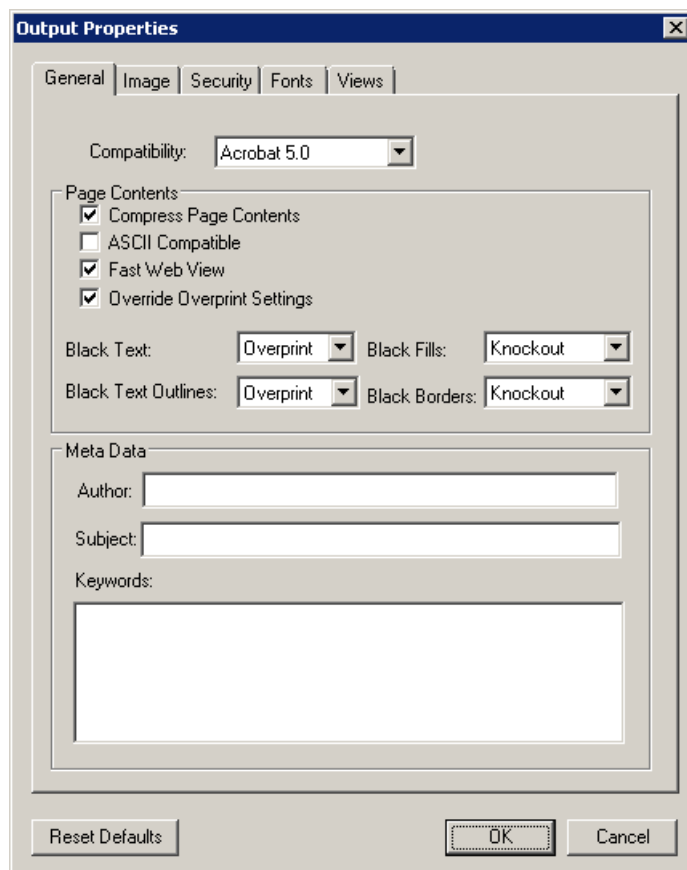 Output Properties
General Image Security Fonts Views
Compatibility: Acrobat 5.0
Page Contents
Compress Page Contents
ASCII Compatible
Fast Web View
Override Overprint Settings
Black Text: Overprint Black Fills: Knockout
Black Text Outlines: Overprint Black Borders: Knockout
Meta Data
Author:
Subject:
Keywords:
Reset Defaults OK Cancel